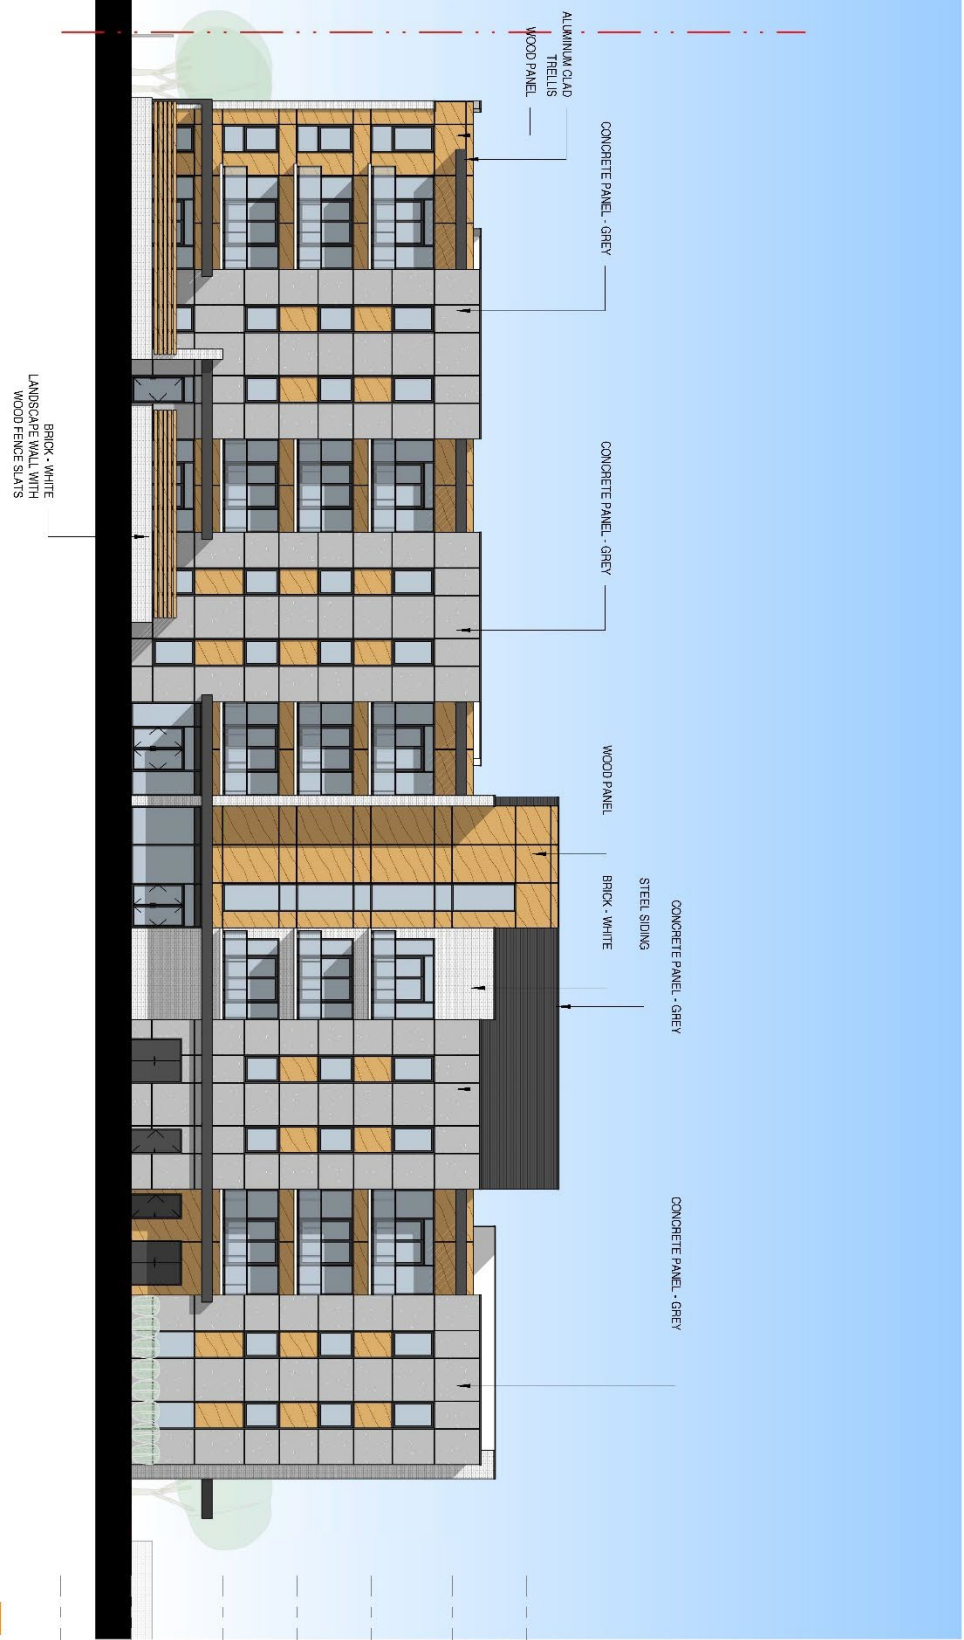 ALUMINUM CLAD
TRELLIS
WOOD PANEL
CONCRETE PANEL - GREY
CONCRETE PANEL - GREY
WOOD PANEL
BRICK - WHITE
STEEL SIDING
CONCRETE PANEL - GREY
CONCRETE PANEL - GREY
BRICK - WHITE
LANDSCAPE WALL WITH
WOOD FENCE SLATS